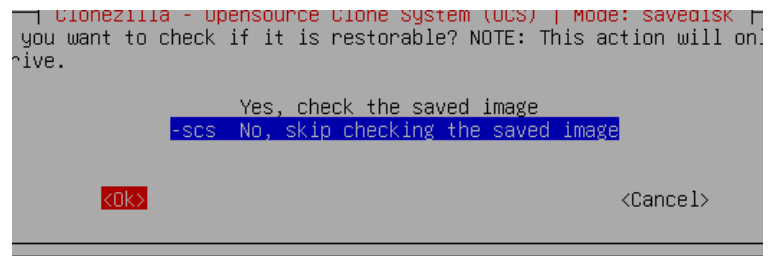 Clonezilla - Opensource Clone System (OCS) | Mode: savedisk
you want to check if it is restorable? NOTE: This action will
rive.
Yes, check the saved image
-scs No, skip checking the saved image
<Ok> <Cancel>